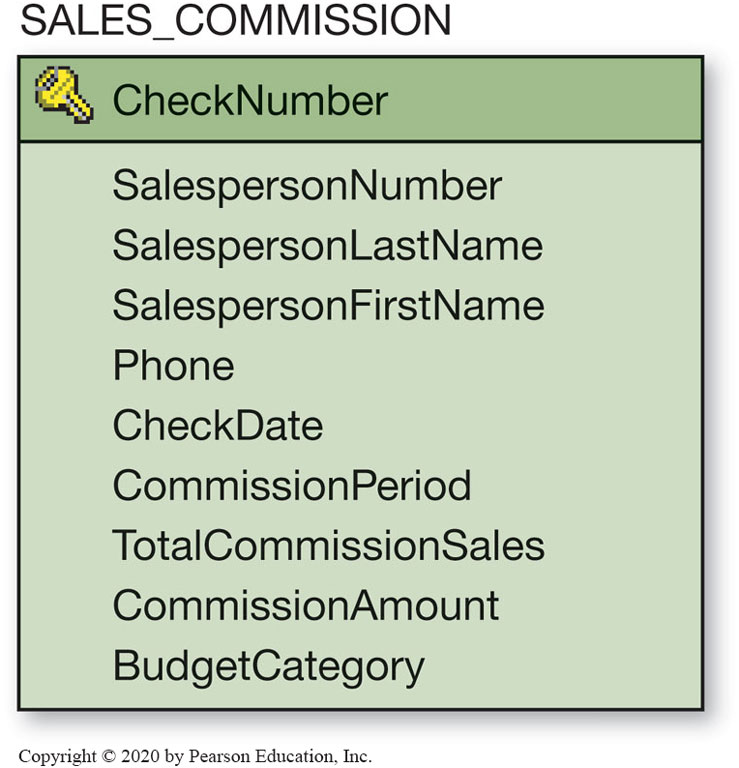 SALES_COMMISSION
CheckNumber
SalespersonNumber
SalespersonLastName
SalespersonFirstName
Phone
CheckDate
CommissionPeriod
TotalCommissionSales
CommissionAmount
BudgetCategory
Copyright © 2020 by Pearson Education, Inc.